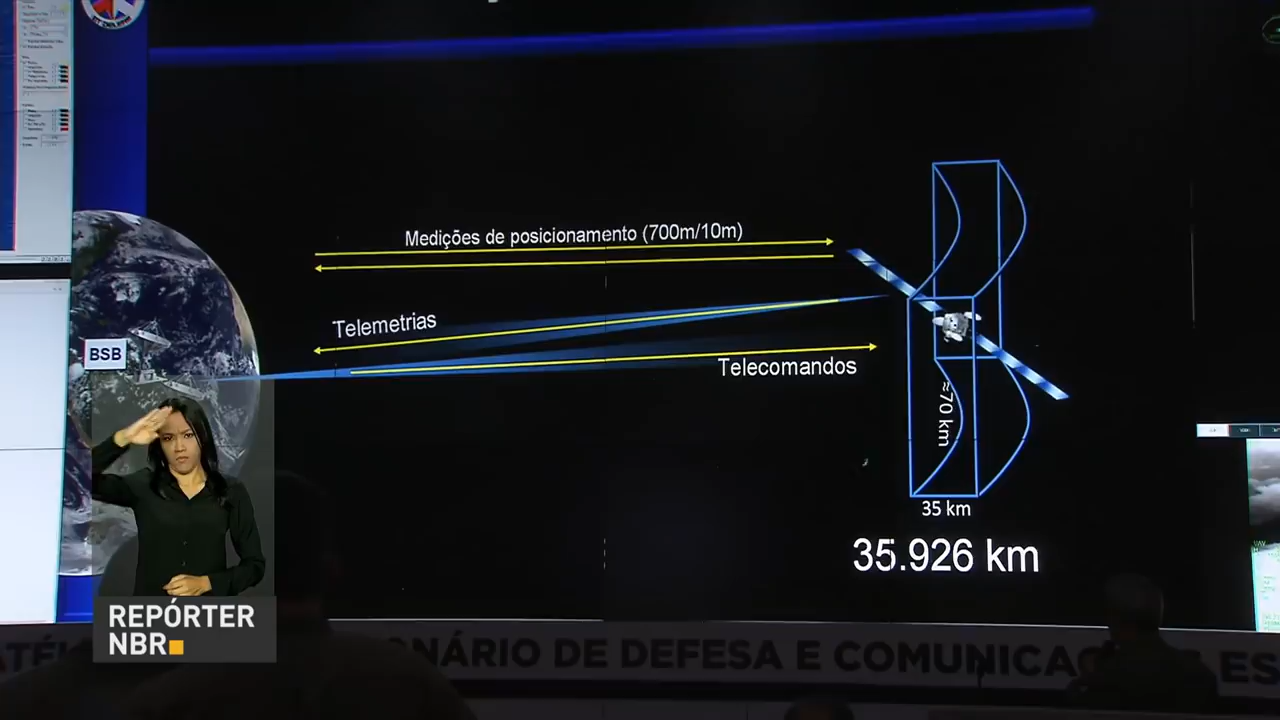 Medições de posicionamento (700m/10m)
Telemetrias
BSB
Telecomandos
≈70 km
35 km
35.926 km
REPÓRTER
NBR
NÁRIO DE DEFESA E COMUNICA